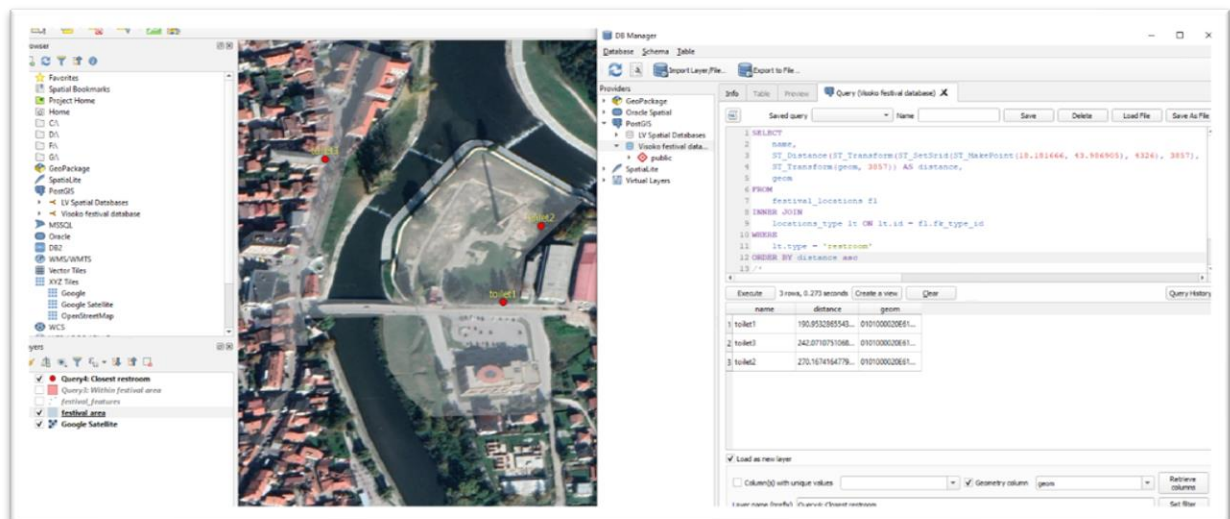 owser
Favorites
Spatial Bookmarks
Project Home
Home
C:\
D:\
F:\
G:\
GeoPackage
SpatiaLite
PostGIS
LV Spatial Databases
Visoko festival database
MSSQL
Oracle
DB2
WMS/WMTS
Vector Tiles
XYZ Tiles
Google
Google Satellite
OpenStreetMap
WCS
yers
Query4: Closest restroom
Query3: Within festival area
festival_features
festival area
Google Satellite
toilet3
toilet2
toilet1
DB Manager
Database Schema Table
Import Layer/File... Export to File...
Providers
GeoPackage
Oracle Spatial
PostGIS
LV Spatial Databases
Visoko festival data...
public
SpatiaLite
Virtual Layers
Info Table Preview Query (Visoko festival database) X
Saved query Name Save Delete Load File Save As File
1 SELECT
2 name,
3 ST_Distance(ST_Transform(ST_SetSrid(ST_MakePoint(18.181666, 43.986905), 4326), 3857),
4 ST_Transform(geom, 3857)) AS distance,
5 geom
6 FROM
7 festival_locations fl
8 INNER JOIN
9 locations_type lt ON lt.id = fl.fk_type_id
10 WHERE
11 lt.type = 'restroom'
12 ORDER BY distance asc
13 /*
Execute 3 rows, 0.273 seconds Create a view Clear Query History
name distance geom
1 toilet1 190.9532865543... 0101000020E61...
2 toilet3 242.0710751068... 0101000020E61...
3 toilet2 270.1674164779... 0101000020E61...
Load as new layer
Column(s) with unique values Geometry column geom Retrieve columns
Layer name (prefix) Query4: Closest restroom Set filter